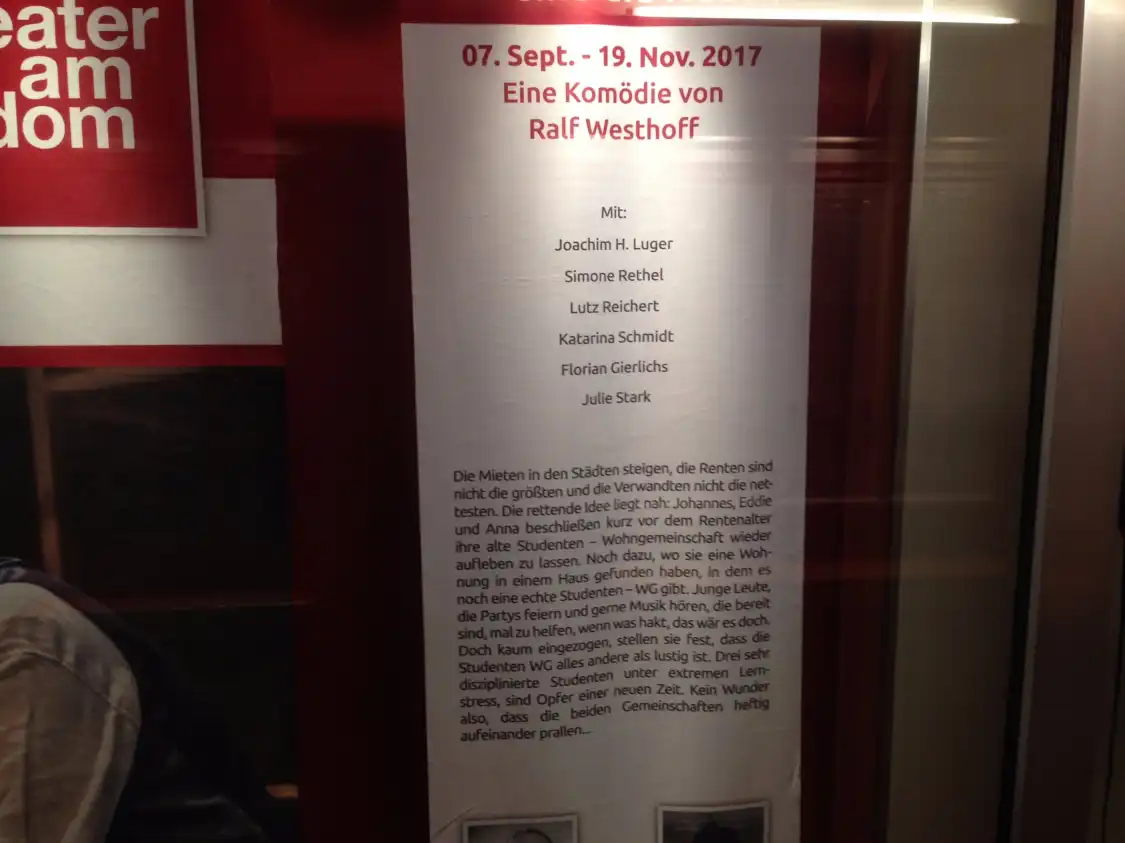 eater
am
dom
07. Sept. - 19. Nov. 2017
Eine Komödie von
Ralf Westhoff
Mit:
Joachim H. Luger
Simone Rethel
Lutz Reichert
Katarina Schmidt
Florian Gierlichs
Julie Stark
Die Mieten in den Städten steigen, die Renten sind
nicht die größten und die Verwandten nicht die net-
testen. Die rettende Idee liegt nah: Johannes, Eddie
und Anna beschließen kurz vor dem Rentenalter
ihre alte Studenten – Wohngemeinschaft wieder
aufleben zu lassen. Noch dazu, wo sie eine Woh-
nung in einem Haus gefunden haben, in dem es
noch eine echte Studenten – WG gibt. Junge Leute,
die Partys feiern und gerne Musik hören, die bereit
sind, mal zu helfen, wenn was hakt, das wär es doch.
Doch kaum eingezogen, stellen sie fest, dass die
Studenten WG alles andere als lustig ist. Drei sehr
disziplinierte Studenten unter extremen Lern-
stress, sind Opfer einer neuen Zeit. Kein Wunder
also, dass die beiden Gemeinschaften heftig
aufeinander prallen...